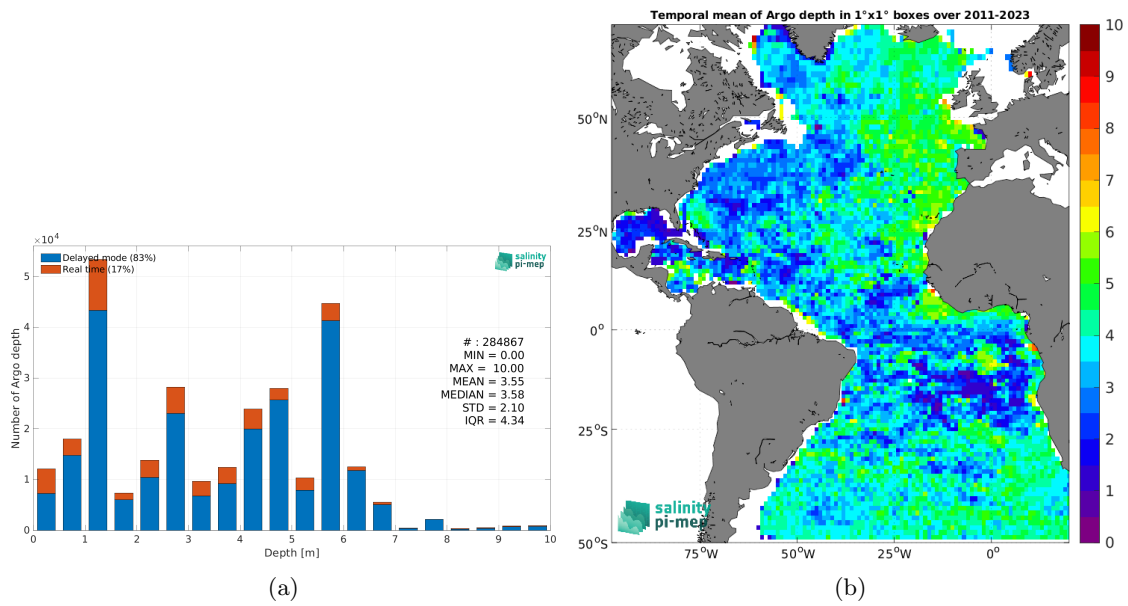 Temporal mean of Argo depth in 1°x1° boxes over 2011-2023
×10⁴
Delayed mode (83%)
Real time (17%)
salinity
pi-mep
5
4
3
2
1
0
Number of Argo depth
# : 284867
MIN = 0.00
MAX = 10.00
MEAN = 3.55
MEDIAN = 3.58
STD = 2.10
IQR = 4.34
0 1 2 3 4 5 6 7 8 9 10
Depth [m]
(a)
50°N
25°N
0°
25°S
50°S
salinity
pi-mep
75°W 50°W 25°W 0°
10
9
8
7
6
5
4
3
2
1
0
(b)